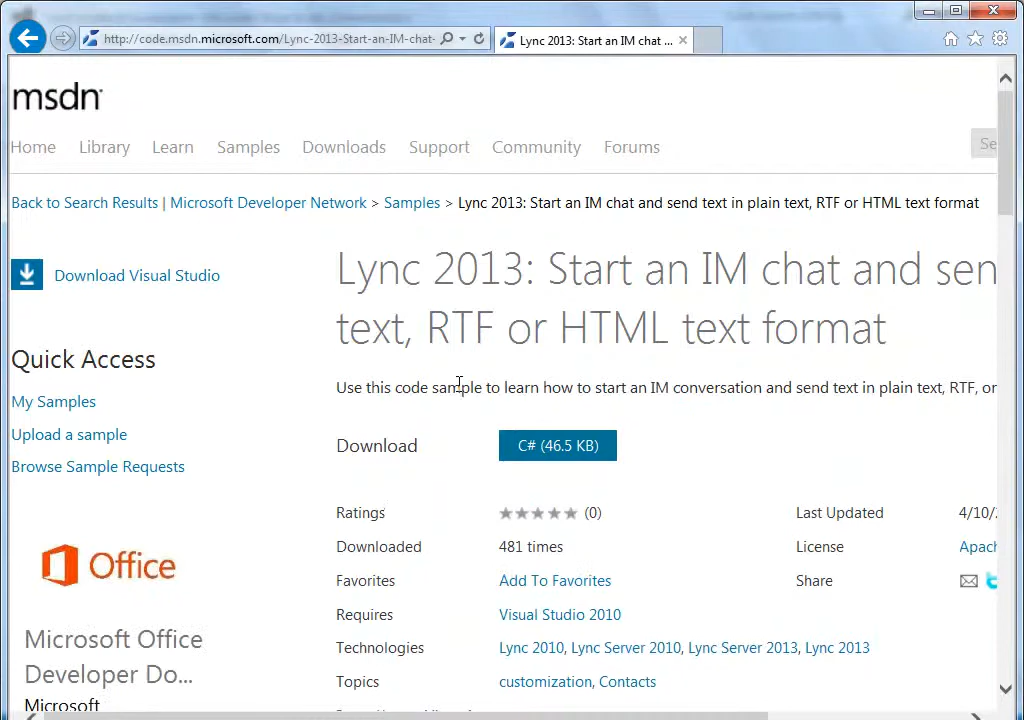 http://code.msdn.microsoft.com/Lync-2013-Start-an-IM-chat-
Lync 2013: Start an IM chat ...
msdn
Home Library Learn Samples Downloads Support Community Forums
Se
Back to Search Results | Microsoft Developer Network > Samples > Lync 2013: Start an IM chat and send text in plain text, RTF or HTML text format
Download Visual Studio
Lync 2013: Start an IM chat and sen
text, RTF or HTML text format
Quick Access
Use this code sample to learn how to start an IM conversation and send text in plain text, RTF, or
My Samples
Upload a sample
Browse Sample Requests
Download C# (46.5 KB)
Ratings (0) Last Updated 4/10/
Downloaded 481 times License Apach
Favorites Add To Favorites Share
Requires Visual Studio 2010
Technologies Lync 2010, Lync Server 2010, Lync Server 2013, Lync 2013
Topics customization, Contacts
Office
Microsoft Office
Developer Do...
Microsoft